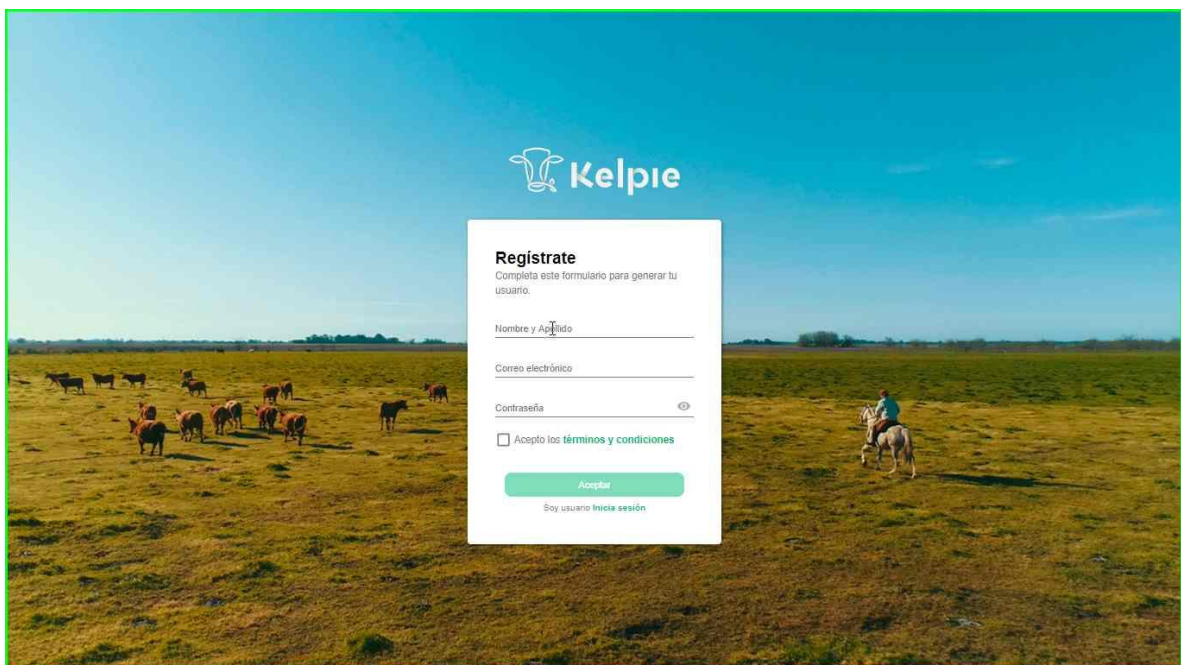 Kelpie
Regístrate
Completa este formulario para generar tu
usuario.
Nombre y Apellido
Correo electrónico
Contraseña
Acepto los términos y condiciones
Aceptar
Soy usuario Inicia sesión